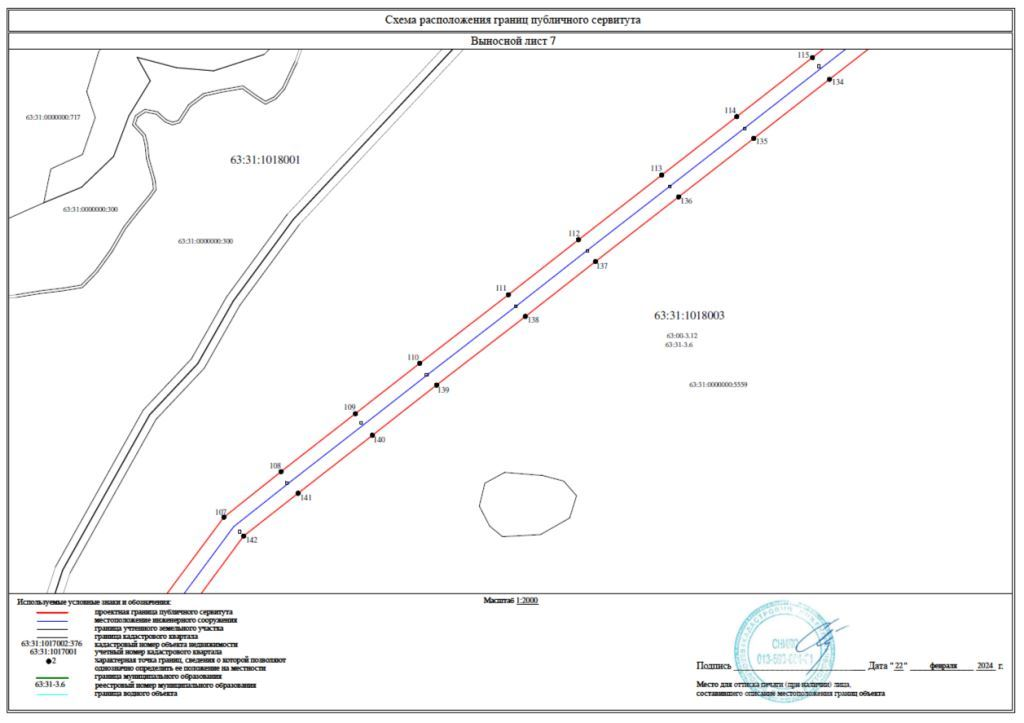 Схема расположения границ публичного сервитута
Выносной лист 7
115
134
114
63:31:0000000:717
135
63:31:1018001
113
136
63:31:0000000:300
112
63:31:0000000:300
137
111
63:31:1018003
138
63:00-3.12
63:31-3.6
110
63:31:0000000:5559
139
109
140
108
141
107
142
Используемые условные знаки и обозначения:
Масштаб 1:2000
проектная граница публичного сервитута
местоположение инженерного сооружения
граница учтенного земельного участка
граница кадастрового квартала
63:31:1017002:376 кадастровый номер объекта недвижимости
63:31:1017001 учетный номер кадастрового квартала
2 характерная точка границ, сведения о которой позволяют
однозначно определить ее положение на местности
граница муниципального образования
63:31-3.6 реестровый номер муниципального образования
граница водного объекта
Подпись Дата "22" февраля 2024 г.
Место для оттиска печати (при наличии) лица,
составившего описание местоположения границ объекта